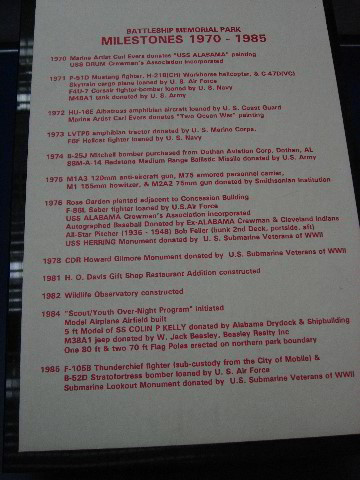 BATTLESHIP MEMORIAL PARK
MILESTONES 1970 - 1985
1970 Marine Artist Carl Evers donates "USS ALABAMA" painting
USS DRUM Crewman's Association incorporated
1971 P-51D Mustang fighter, H-21B(CH) Workhorse helicopter, & C-47D(VC)
Skytrain cargo plane loaned by U. S. Air Force
F4U-7 Corsair fighter-bomber loaned by U. S. Navy
M48A1 tank donated by U. S. Army
1972 HU-16E Albatross amphibian aircraft loaned by U. S. Coast Guard
Marine Artist Carl Evers donates "Two Ocean War" painting
1973 LVTP5 amphibian tractor donated by U. S. Marine Corps.
F6F Hellcat fighter loaned by U. S. Navy
1974 B-25J Mitchell bomber purchased from Dothan Aviation Corp, Dothan, AL
SSM-A-14 Redstone Medium Range Ballistic Missile donated by U.S. Army
1975 M1A3 120mm anti-aircraft gun, M75 armored personnel carrier,
M1 155mm howitzer, & M2A2 75mm gun donated by Smithsonian Institution
1976 Rose Garden planted adjacent to Concession Building
F-86L Saber fighter loaned by U.S.Air Force
USS ALABAMA Crewmen's Association incorporated
Autographed Baseball Donated by Ex-ALABAMA Crewman & Cleveland Indians
All-Star Pitcher (1936 - 1948) Bob Feller (bunk 2nd Deck, portside, aft)
USS HERRING Monument donated by U. S. Submarine Veterans of WWII
1978 CDR Howard Gilmore Monument donated by U.S. Submarine Veterans of WWII
1981 H. O. Davis Gift Shop Restaurant Addition constructed
1982 Wildlife Observatory constructed
1984 "Scout/Youth Over-Night Program" initiated
Model Airplane Airfield built
5 ft Model of SS COLIN P KELLY donated by Alabama Drydock & Shipbuilding
M38A1 jeep donated by W. Jack Beasley, Beasley Realty Inc
One 80 ft & two 70 ft Flag Poles erected on northern park boundary
1985 F-105B Thunderchief fighter (sub-custody from the City of Mobile) &
B-52D Stratofortress bomber loaned by U. S. Air Force
Submarine Lookout Monument donated by U.S. Submarine Veterans of WWII